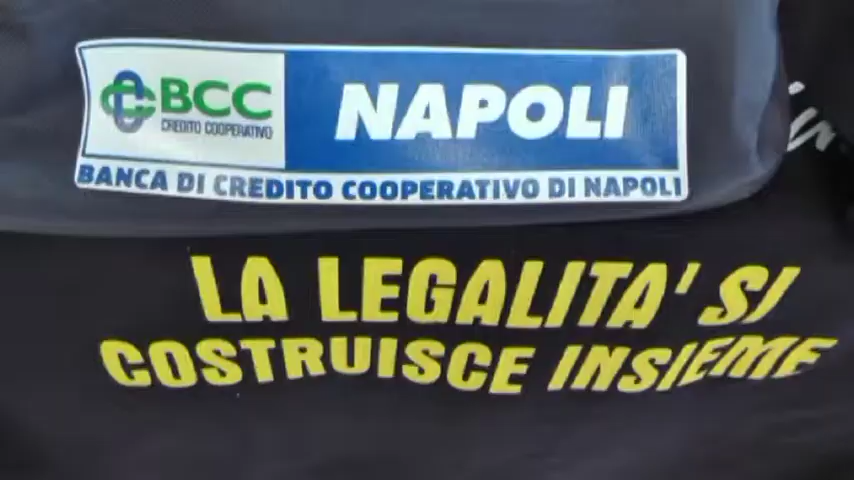 BCC
CREDITO COOPERATIVO
NAPOLI
BANCA DI CREDITO COOPERATIVO DI NAPOLI
LA LEGALITA' SI
COSTRUISCE INSIEME